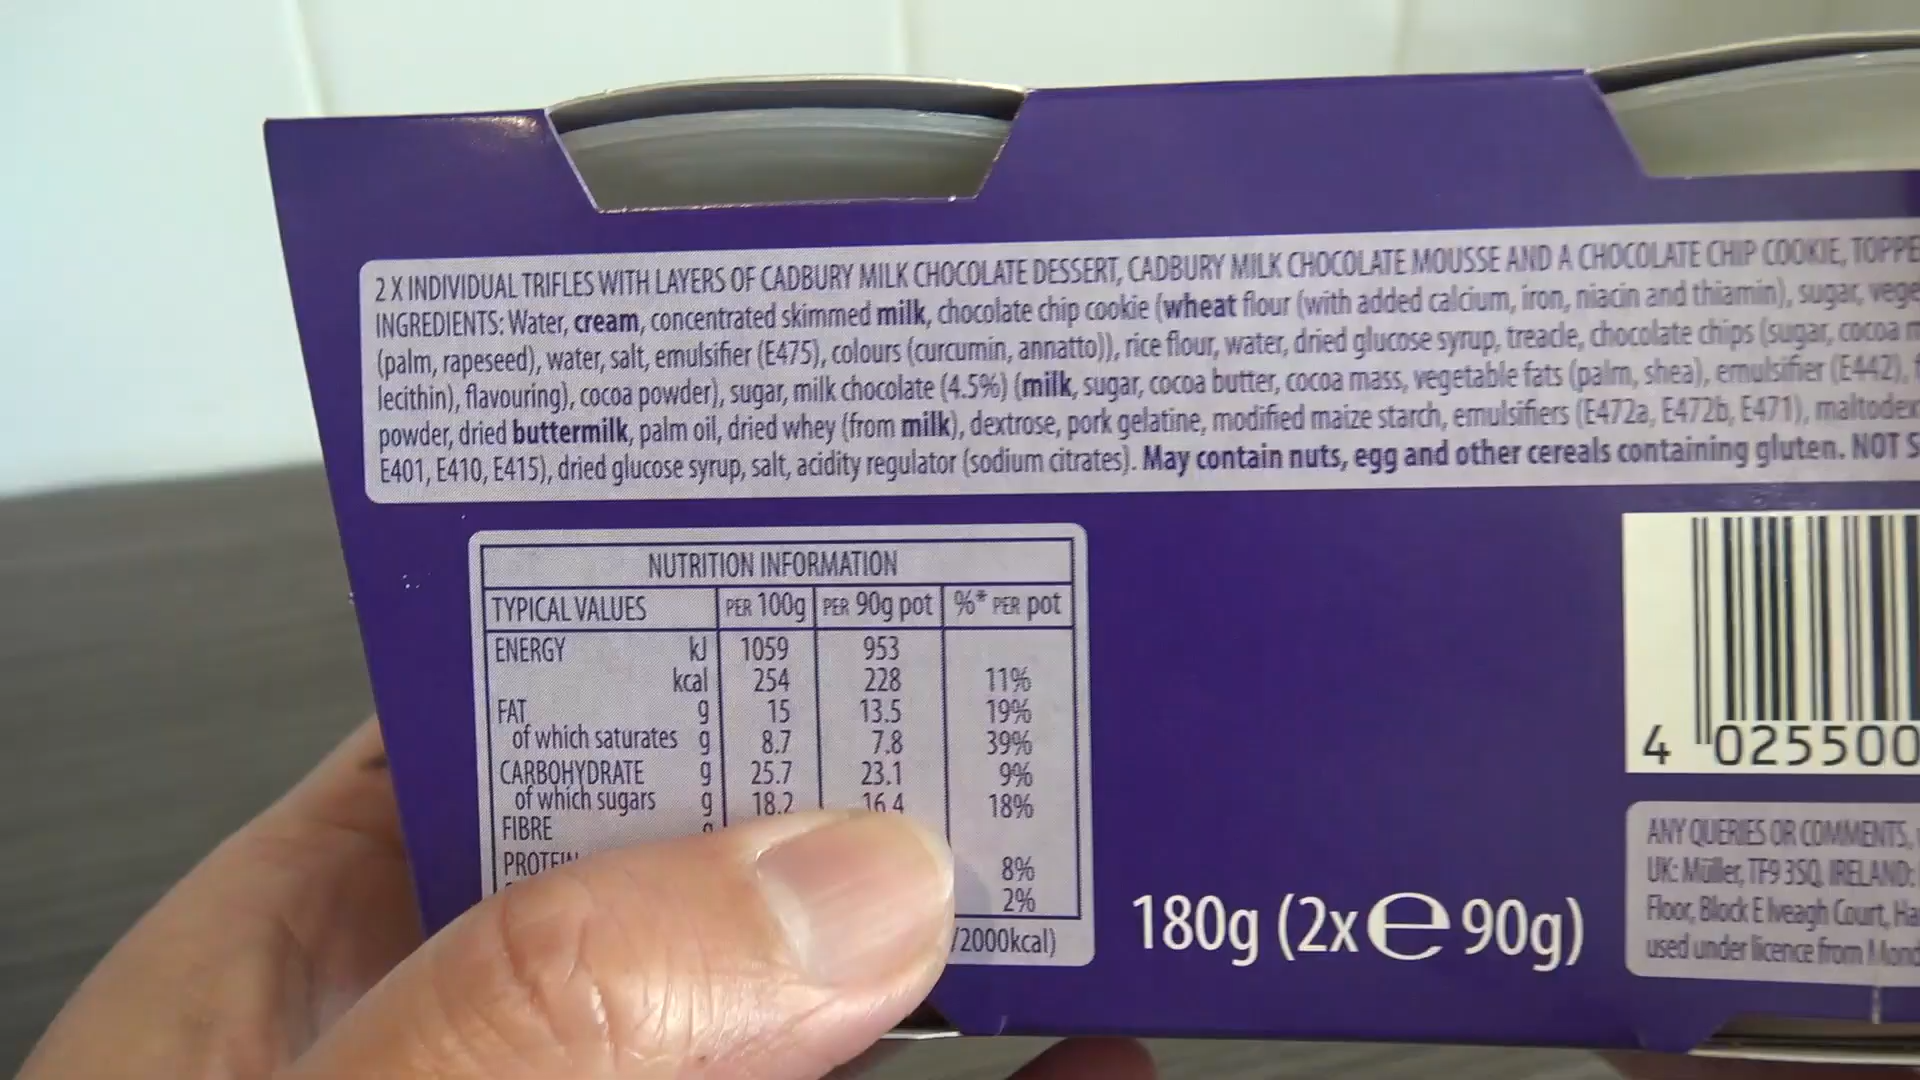 2 X INDIVIDUAL TRIFLES WITH LAYERS OF CADBURY MILK CHOCOLATE DESSERT, CADBURY MILK CHOCOLATE MOUSSE AND A CHOCOLATE CHIP COOKIE, TOPPE
INGREDIENTS: Water, cream, concentrated skimmed milk, chocolate chip cookie (wheat flour (with added calcium, iron, niacin and thiamin), sugar, vege
(palm, rapeseed), water, salt, emulsifier (E475), colours (curcumin, annatto)), rice flour, water, dried glucose syrup, treacle, chocolate chips (sugar, cocoa m
lecithin), flavouring), cocoa powder), sugar, milk chocolate (4.5%) (milk, sugar, cocoa butter, cocoa mass, vegetable fats (palm, shea), emulsifier (E442),
powder, dried buttermilk, palm oil, dried whey (from milk), dextrose, pork gelatine, modified maize starch, emulsifiers (E472a, E472b, E471), maltodex
E401, E410, E415), dried glucose syrup, salt, acidity regulator (sodium citrates). May contain nuts, egg and other cereals containing gluten. NOT S
NUTRITION INFORMATION
TYPICAL VALUES PER 100g PER 90g pot %* PER pot
ENERGY kJ 1059 953
kcal 254 228 11%
FAT g 15 13.5 19%
of which saturates g 8.7 7.8 39%
CARBOHYDRATE g 25.7 23.1 9%
of which sugars g 18.2 16.4 18%
FIBRE g
PROTEIN 8%
2%
/2000kcal)
180g (2x e 90g)
4 025500
ANY QUERIES OR COMMENTS,
UK: Müller, TF9 3SQ. IRELAND:
Floor, Block E Iveagh Court, Ha
used under licence from Mond